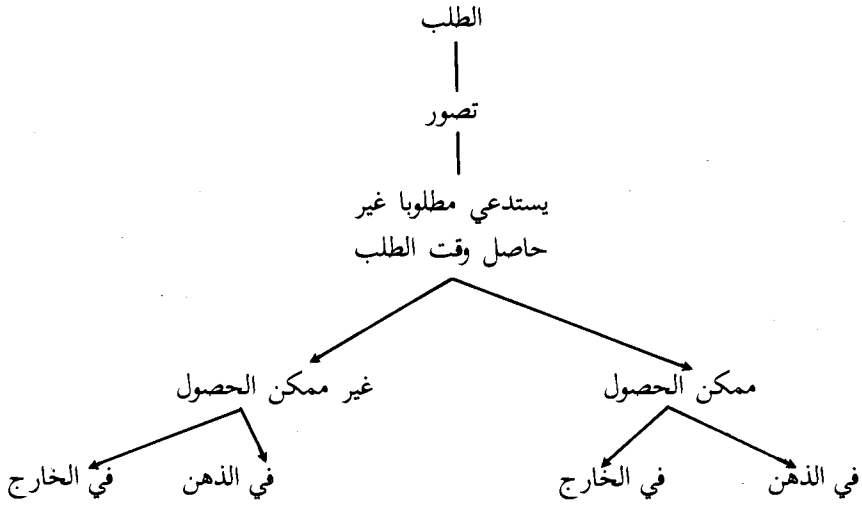 الطلب
تصور
يستدعي مطلوبا غير
حاصل وقت الطلب
ممكن الحصول
غير ممكن الحصول
في الذهن
في الخارج
في الذهن
في الخارج